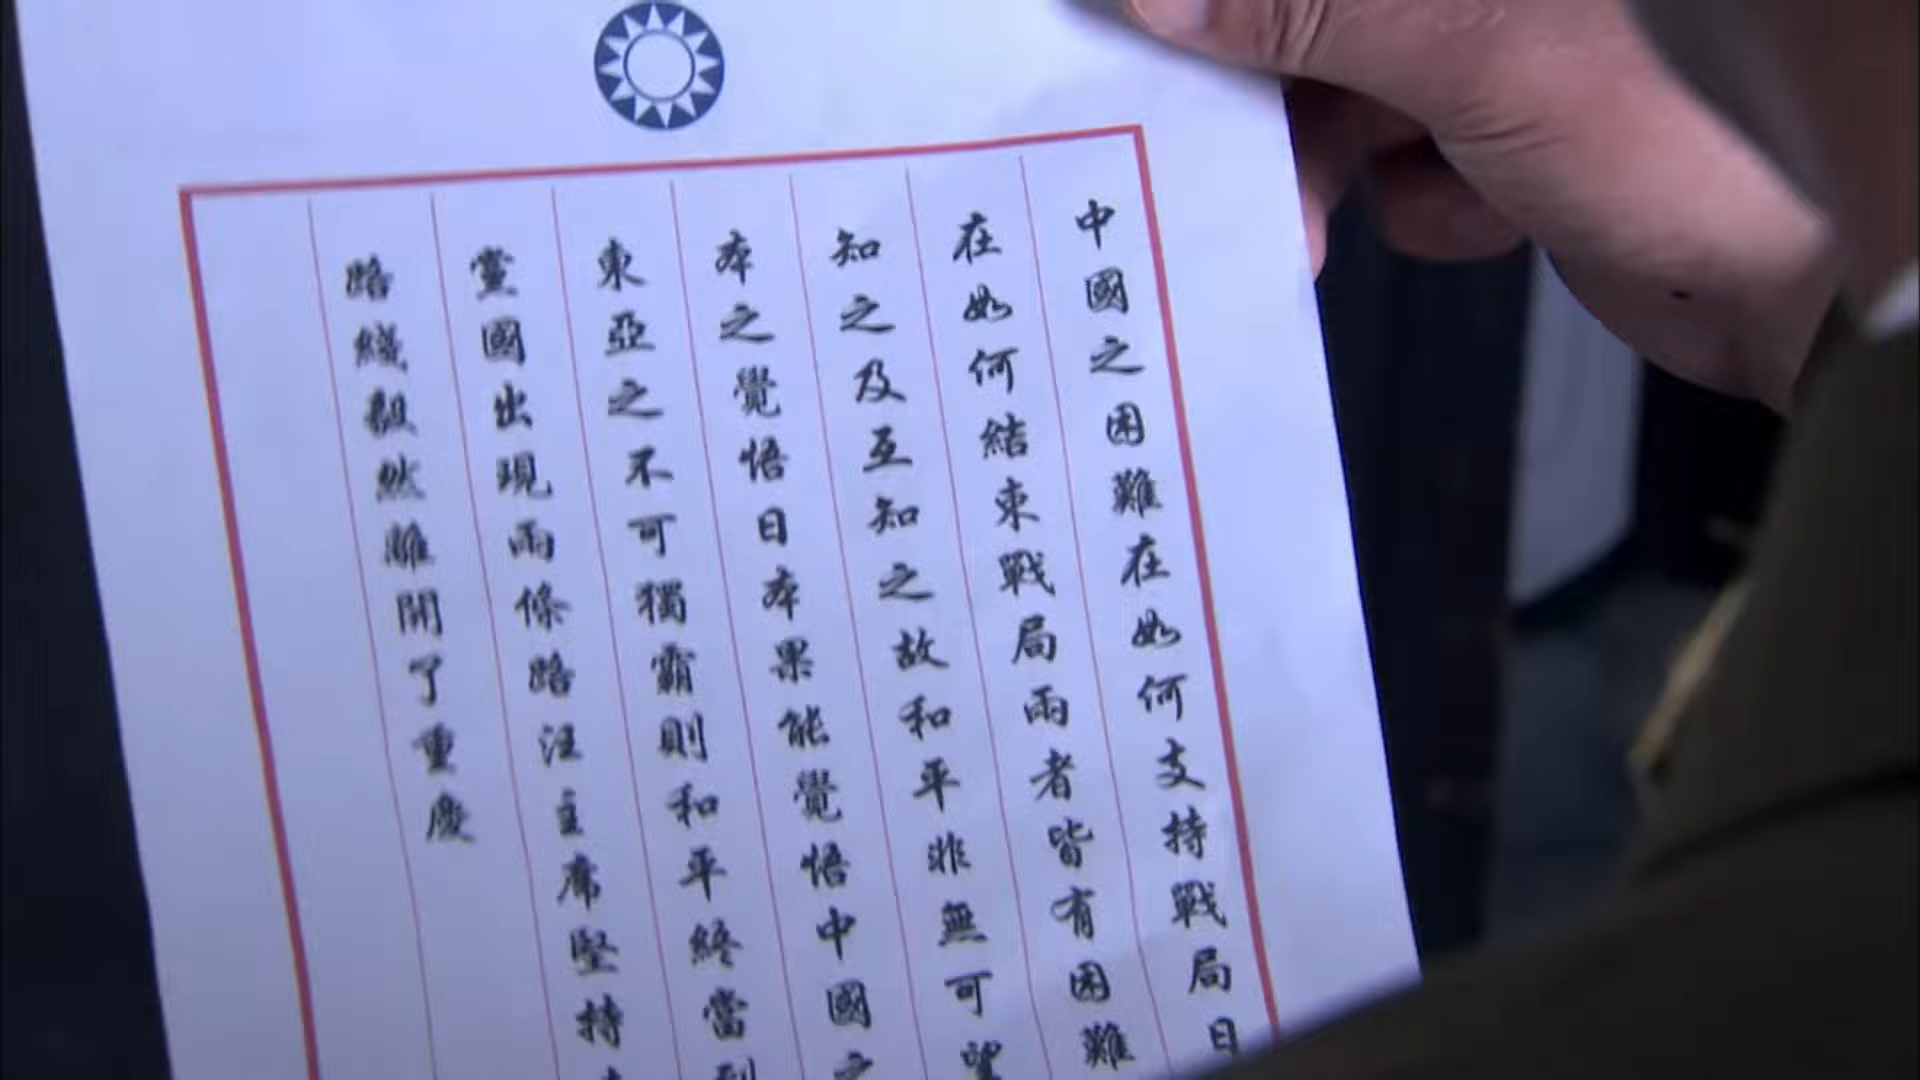 中國之困難在如何支持戰局日
在如何結束戰局兩者皆有困難
知之及互知之故和平非無可望
本之覺悟日本果能覺悟中國之
東亞之不可獨霸則和平終當到
黨國出現兩條路汪主席堅持
路綫毅然離開了重慶